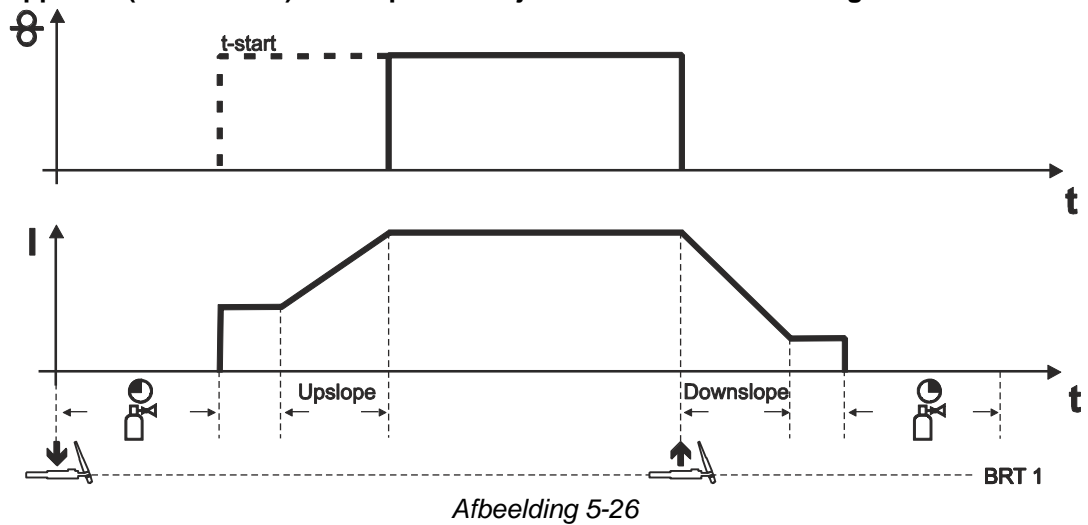 t-start
t
I
Upslope
Downslope
t
BRT 1
Afbeelding 5-26